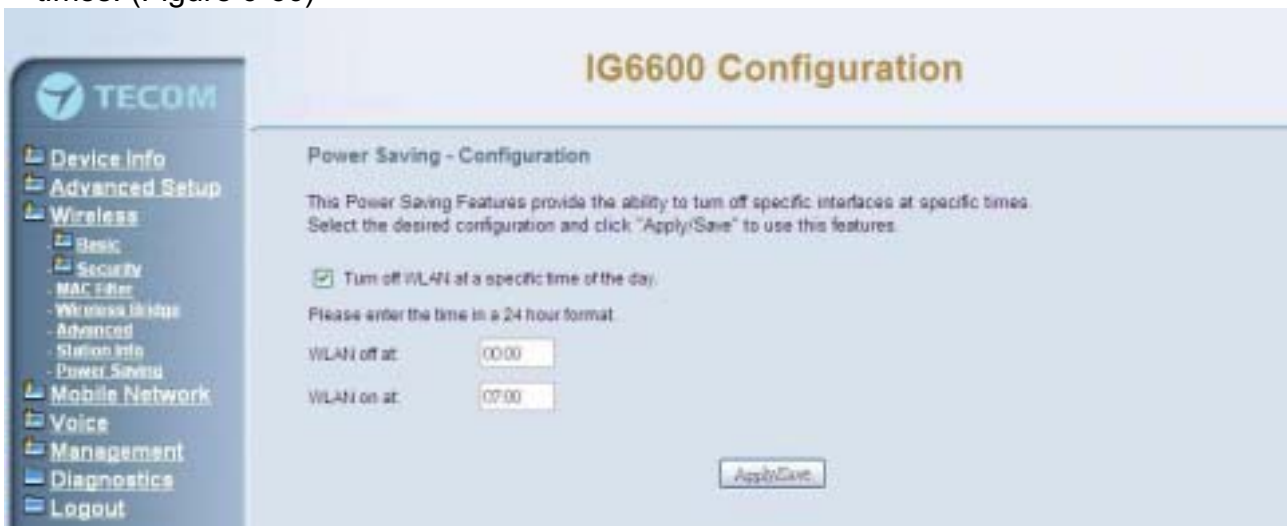 IG6600 Configuration
TECOM
Device Info
Advanced Setup
Wireless
Basic
Security
- MAC Filter
- Wireless Bridge
- Advanced
- Station Info
- Power Saving
Mobile Network
Voice
Management
Diagnostics
Logout
Power Saving - Configuration
This Power Saving Features provide the ability to turn off specific interfaces at specific times.
Select the desired configuration and click "Apply/Save" to use this features.
Turn off WLAN at a specific time of the day.
Please enter the time in a 24 hour format.
WLAN off at: 00:00
WLAN on at: 07:00
Apply/Save